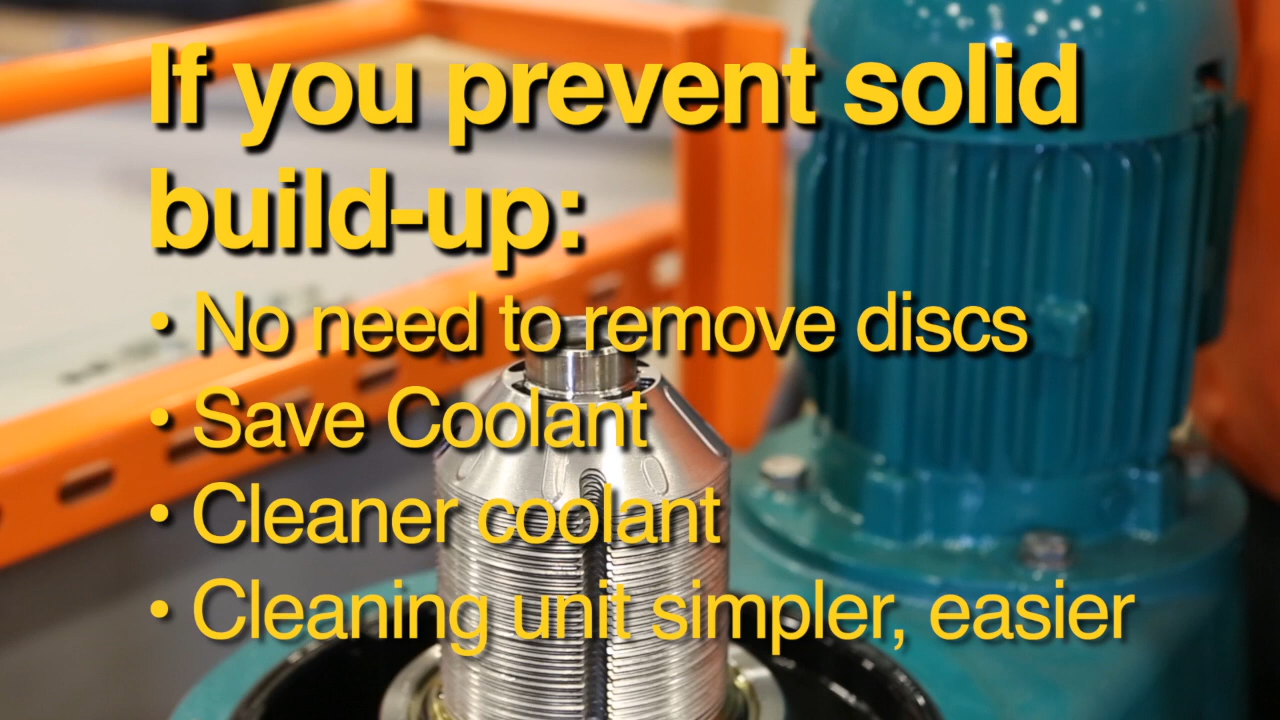 If you prevent solid
build-up:
• No need to remove discs
• Save Coolant
• Cleaner coolant
• Cleaning unit simpler, easier